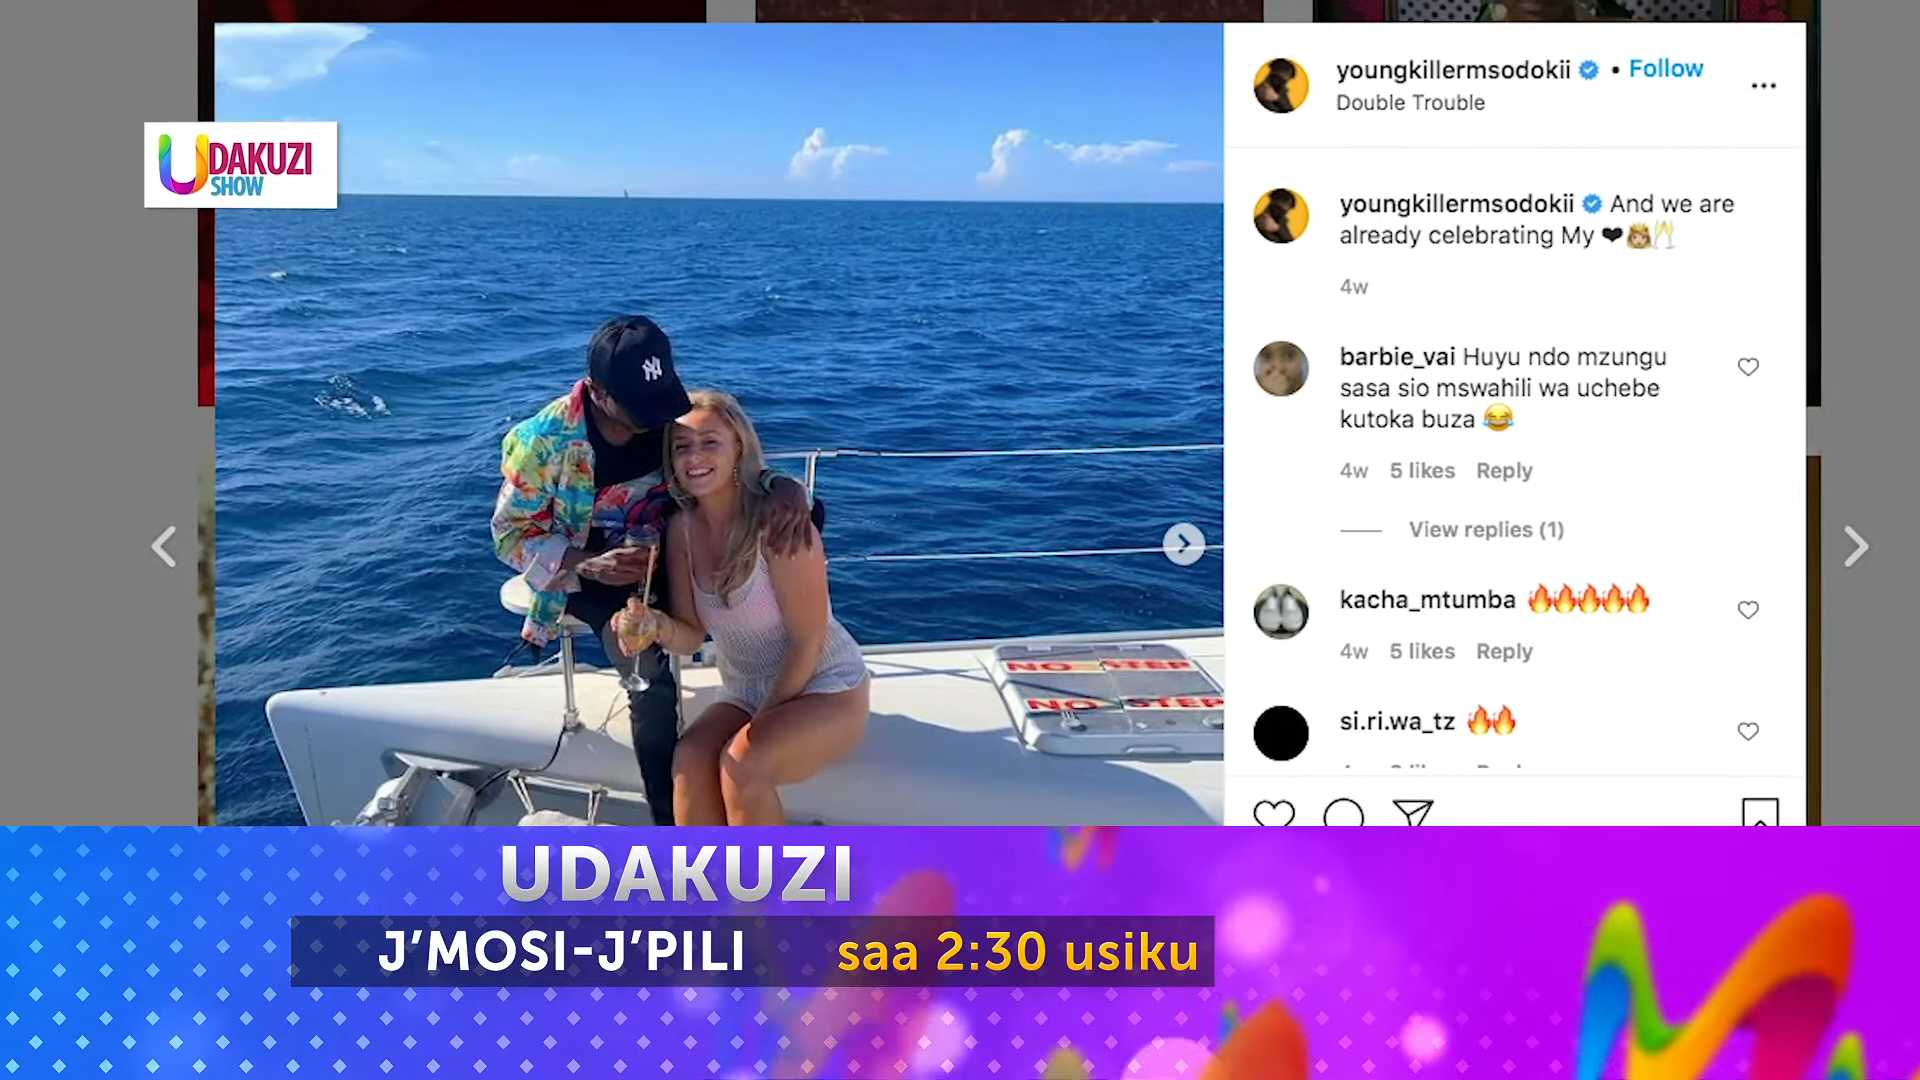 youngkillermsodokii • Follow
Double Trouble
UDAKUZI
SHOW
youngkillermsodokii And we are
already celebrating My ❤👸🏼🥂
4w
barbie_vai Huyu ndo mzungu
sasa sio mswahili wa uchebe
kutoka buza 😂
4w 5 likes Reply
View replies (1)
kacha_mtumba 🔥🔥🔥🔥🔥
4w 5 likes Reply
si.ri.wa_tz 🔥🔥
NY
NO STEP
NO STEP
UDAKUZI
J’MOSI-J’PILI saa 2:30 usiku